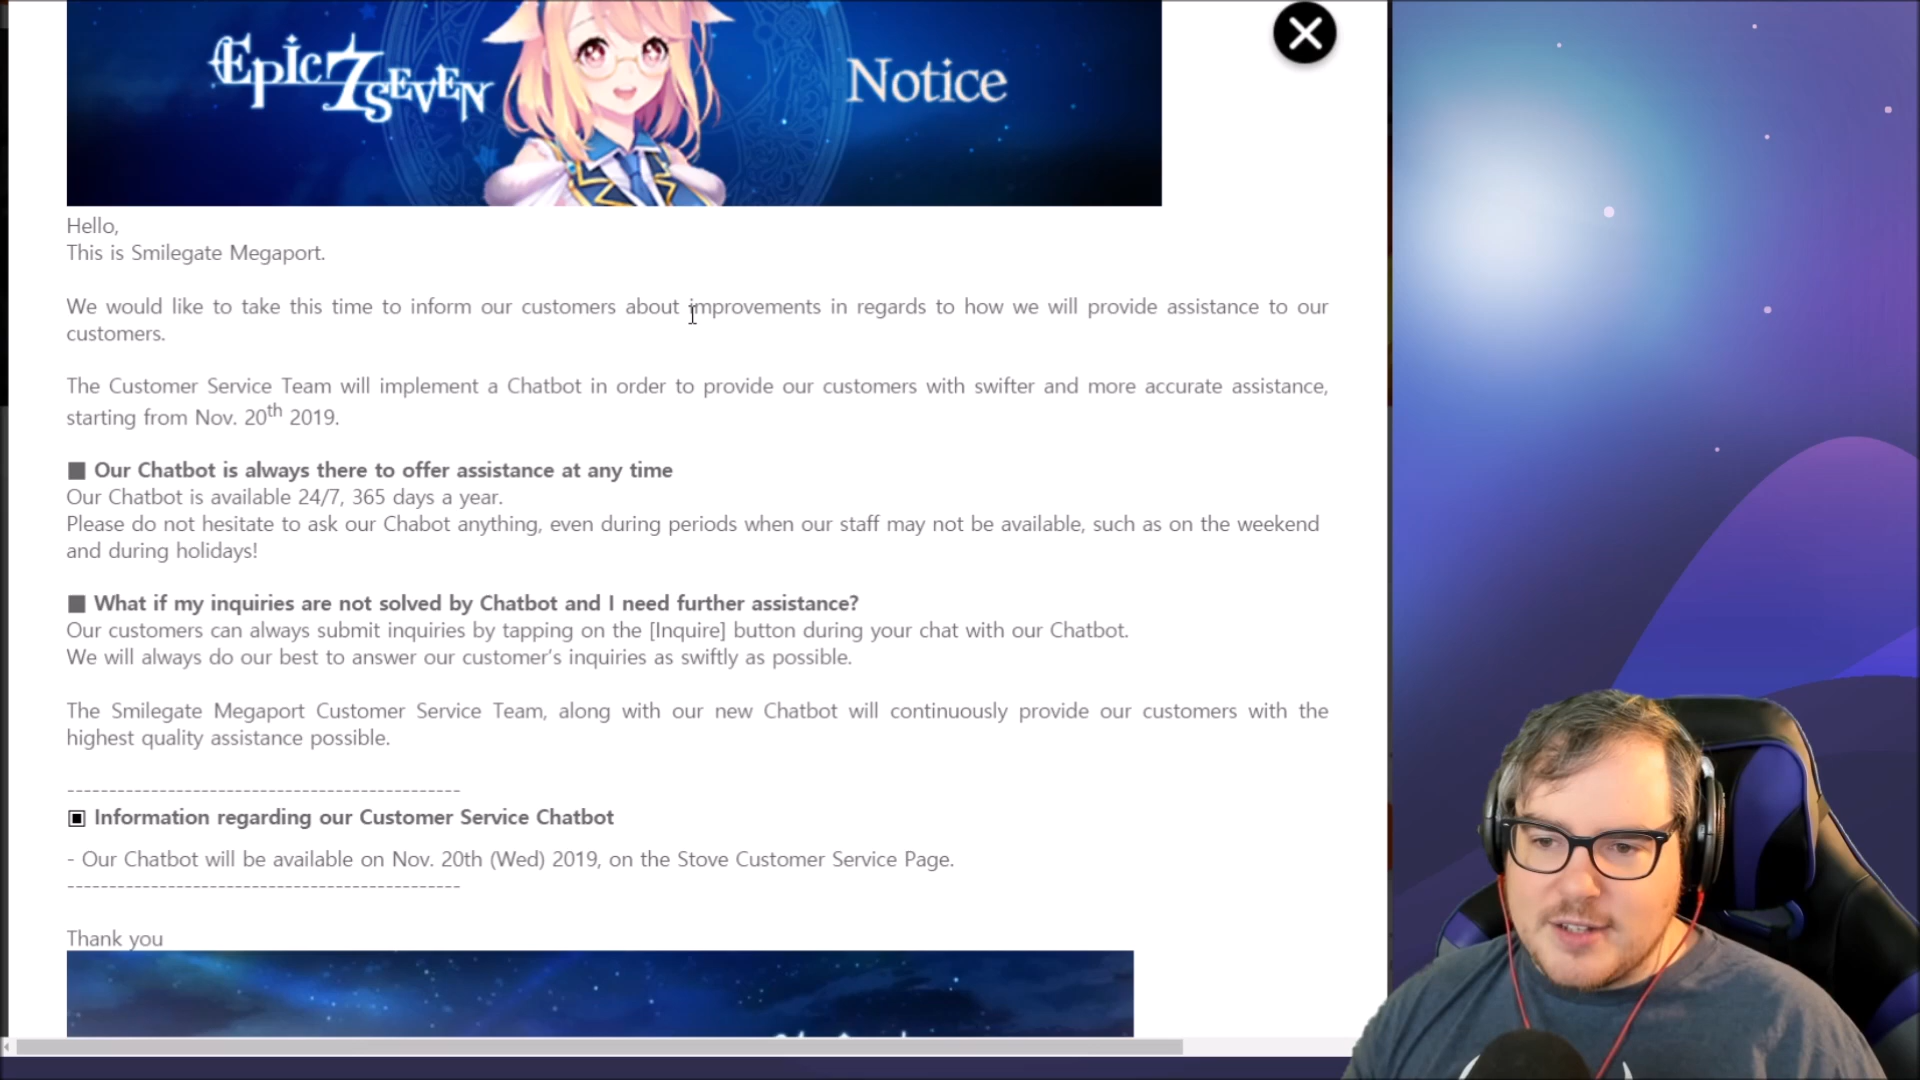 Epic 7 SEVEN
Notice
Hello,
This is Smilegate Megaport.
We would like to take this time to inform our customers about improvements in regards to how we will provide assistance to our
customers.
The Customer Service Team will implement a Chatbot in order to provide our customers with swifter and more accurate assistance,
starting from Nov. 20th 2019.
■ Our Chatbot is always there to offer assistance at any time
Our Chatbot is available 24/7, 365 days a year.
Please do not hesitate to ask our Chabot anything, even during periods when our staff may not be available, such as on the weekend
and during holidays!
■ What if my inquiries are not solved by Chatbot and I need further assistance?
Our customers can always submit inquiries by tapping on the [Inquire] button during your chat with our Chatbot.
We will always do our best to answer our customer's inquiries as swiftly as possible.
The Smilegate Megaport Customer Service Team, along with our new Chatbot will continuously provide our customers with the
highest quality assistance possible.
---------------------------------------------
▣ Information regarding our Customer Service Chatbot
- Our Chatbot will be available on Nov. 20th (Wed) 2019, on the Stove Customer Service Page.
---------------------------------------------
Thank you